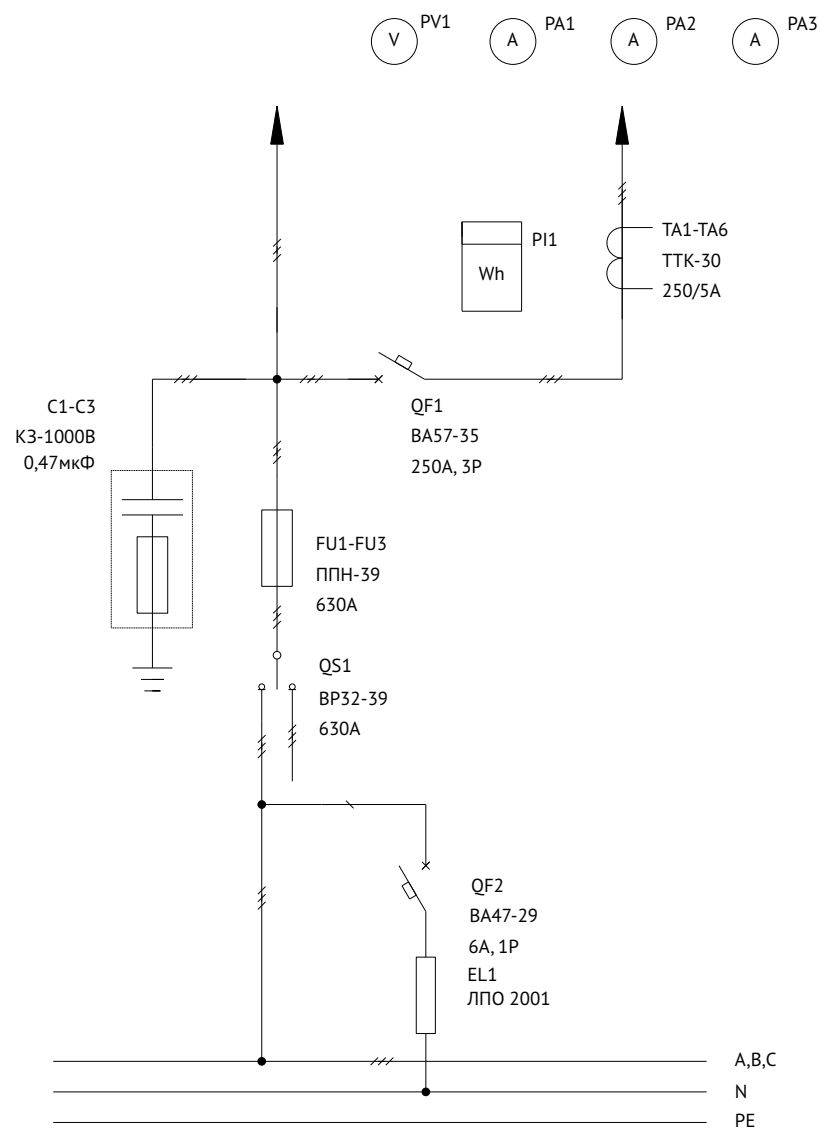 V
PV1
A
PA1
A
PA2
A
PA3
PI1
Wh
TA1-TA6
ТТК-30
250/5А
C1-C3
КЗ-1000В
0,47мкФ
QF1
ВА57-35
250А, 3Р
FU1-FU3
ППН-39
630А
QS1
ВР32-39
630А
QF2
ВА47-29
6А, 1Р
EL1
ЛПО 2001
A,B,C
N
PE